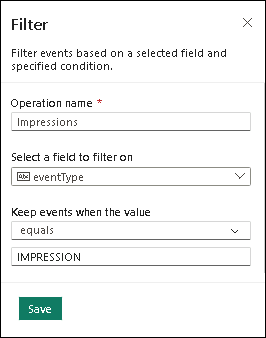 Filter
Filter events based on a selected field and
specified condition.
Operation name *
Impressions
Select a field to filter on
eventType
Keep events when the value
equals
IMPRESSION
Save